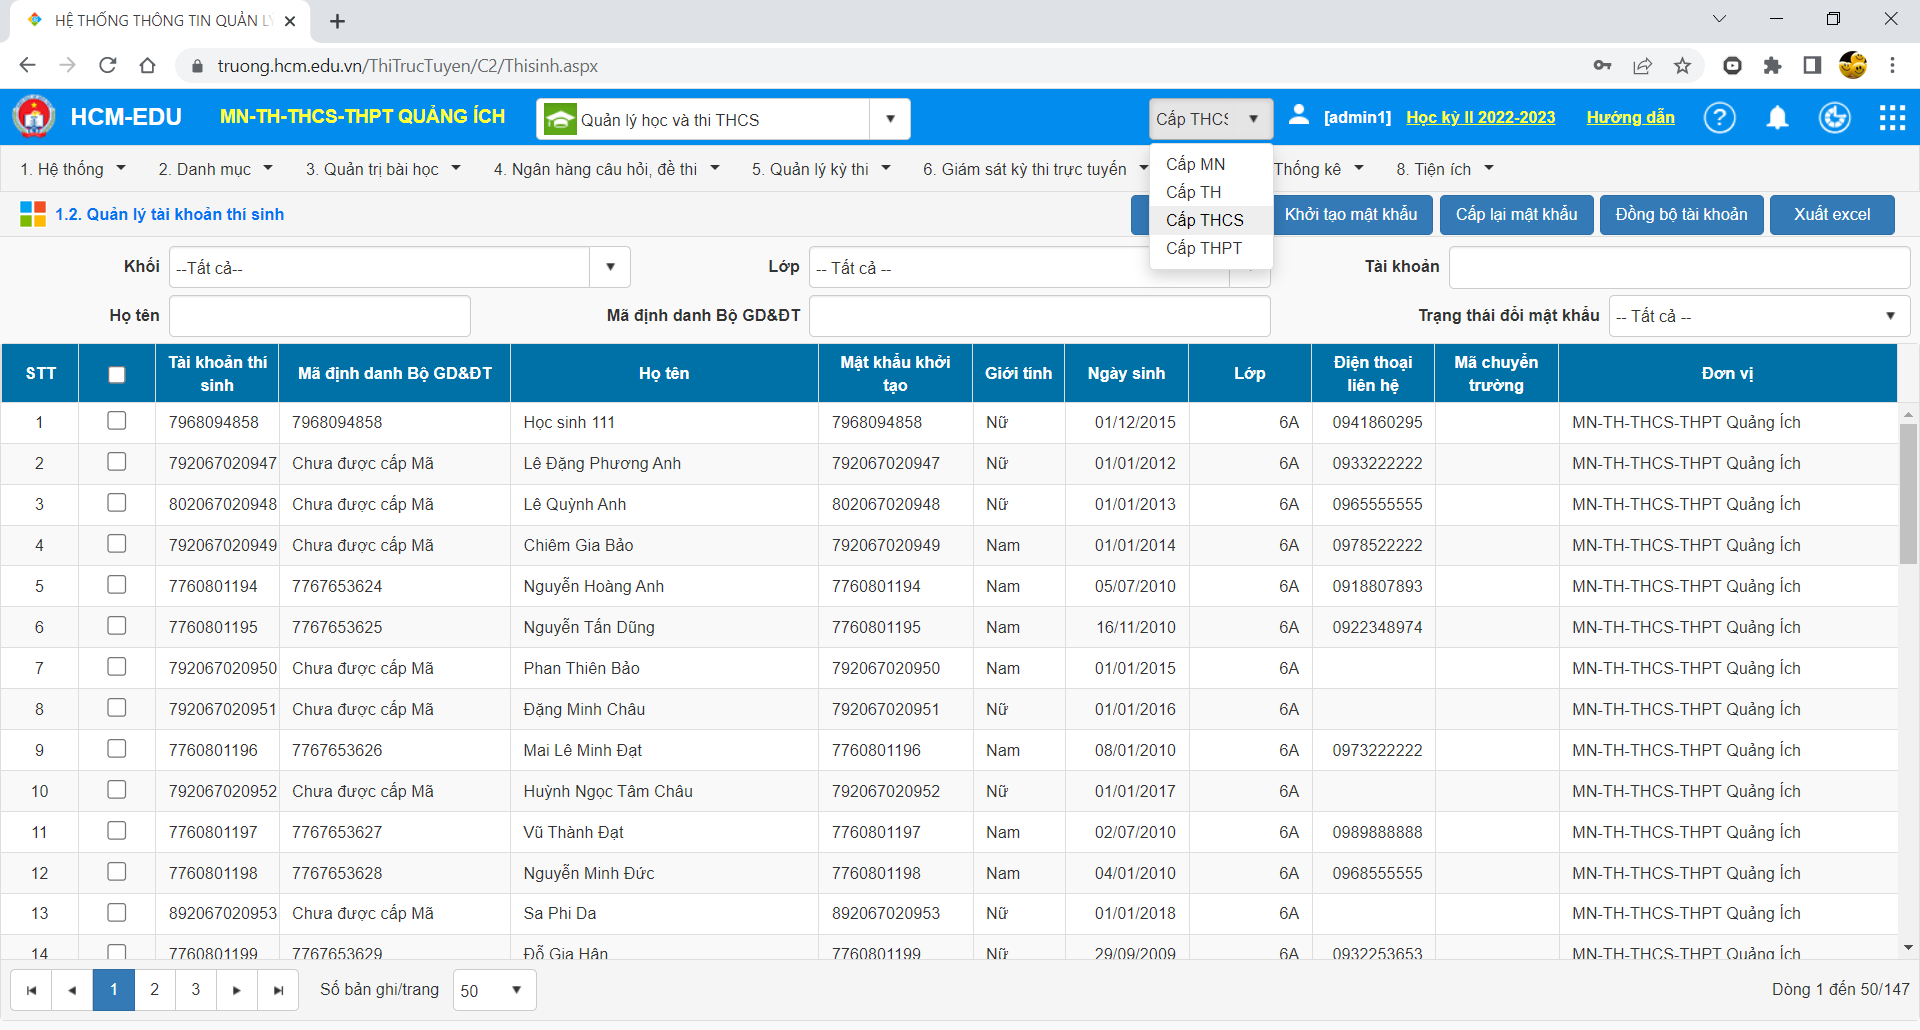 HỆ THỐNG THÔNG TIN QUẢN LÝ
truong.hcm.edu.vn/ThiTrucTuyen/C2/Thisinh.aspx
HCM-EDU MN-TH-THCS-THPT QUẢNG ÍCH Quản lý học và thi THCS Cấp THCS [admin1] Học kỳ II 2022-2023 Hướng dẫn
1. Hệ thống 2. Danh mục 3. Quản trị bài học 4. Ngân hàng câu hỏi, đề thi 5. Quản lý kỳ thi 6. Giám sát kỳ thi trực tuyến Thống kê 8. Tiện ích
Cấp MN
Cấp TH
Cấp THCS
Cấp THPT
1.2. Quản lý tài khoản thí sinh Khởi tạo mật khẩu Cấp lại mật khẩu Đồng bộ tài khoản Xuất excel
Khối --Tất cả-- Lớp -- Tất cả -- Tài khoản
Họ tên Mã định danh Bộ GD&ĐT Trạng thái đổi mật khẩu -- Tất cả --
STT Tài khoản thí sinh Mã định danh Bộ GD&ĐT Họ tên Mật khẩu khởi tạo Giới tính Ngày sinh Lớp Điện thoại liên hệ Mã chuyển trường Đơn vị
1 7968094858 7968094858 Học sinh 111 7968094858 Nữ 01/12/2015 6A 0941860295 MN-TH-THCS-THPT Quảng Ích
2 792067020947 Chưa được cấp Mã Lê Đặng Phương Anh 792067020947 Nữ 01/01/2012 6A 0933222222 MN-TH-THCS-THPT Quảng Ích
3 802067020948 Chưa được cấp Mã Lê Quỳnh Anh 802067020948 Nữ 01/01/2013 6A 0965555555 MN-TH-THCS-THPT Quảng Ích
4 792067020949 Chưa được cấp Mã Chiêm Gia Bảo 792067020949 Nam 01/01/2014 6A 0978522222 MN-TH-THCS-THPT Quảng Ích
5 7760801194 7767653624 Nguyễn Hoàng Anh 7760801194 Nam 05/07/2010 6A 0918807893 MN-TH-THCS-THPT Quảng Ích
6 7760801195 7767653625 Nguyễn Tấn Dũng 7760801195 Nam 16/11/2010 6A 0922348974 MN-TH-THCS-THPT Quảng Ích
7 792067020950 Chưa được cấp Mã Phan Thiên Bảo 792067020950 Nam 01/01/2015 6A MN-TH-THCS-THPT Quảng Ích
8 792067020951 Chưa được cấp Mã Đặng Minh Châu 792067020951 Nữ 01/01/2016 6A MN-TH-THCS-THPT Quảng Ích
9 7760801196 7767653626 Mai Lê Minh Đạt 7760801196 Nam 08/01/2010 6A 0973222222 MN-TH-THCS-THPT Quảng Ích
10 792067020952 Chưa được cấp Mã Huỳnh Ngọc Tâm Châu 792067020952 Nữ 01/01/2017 6A MN-TH-THCS-THPT Quảng Ích
11 7760801197 7767653627 Vũ Thành Đạt 7760801197 Nam 02/07/2010 6A 0989888888 MN-TH-THCS-THPT Quảng Ích
12 7760801198 7767653628 Nguyễn Minh Đức 7760801198 Nam 04/01/2010 6A 0968555555 MN-TH-THCS-THPT Quảng Ích
13 892067020953 Chưa được cấp Mã Sa Phi Da 892067020953 Nữ 01/01/2018 6A MN-TH-THCS-THPT Quảng Ích
14 7760801199 7767653629 Đỗ Gia Hân 7760801199 Nữ 29/09/2009 6A 0932253653 MN-TH-THCS-THPT Quảng Ích
1 2 3 Số bản ghi/trang 50 Dòng 1 đến 50/147